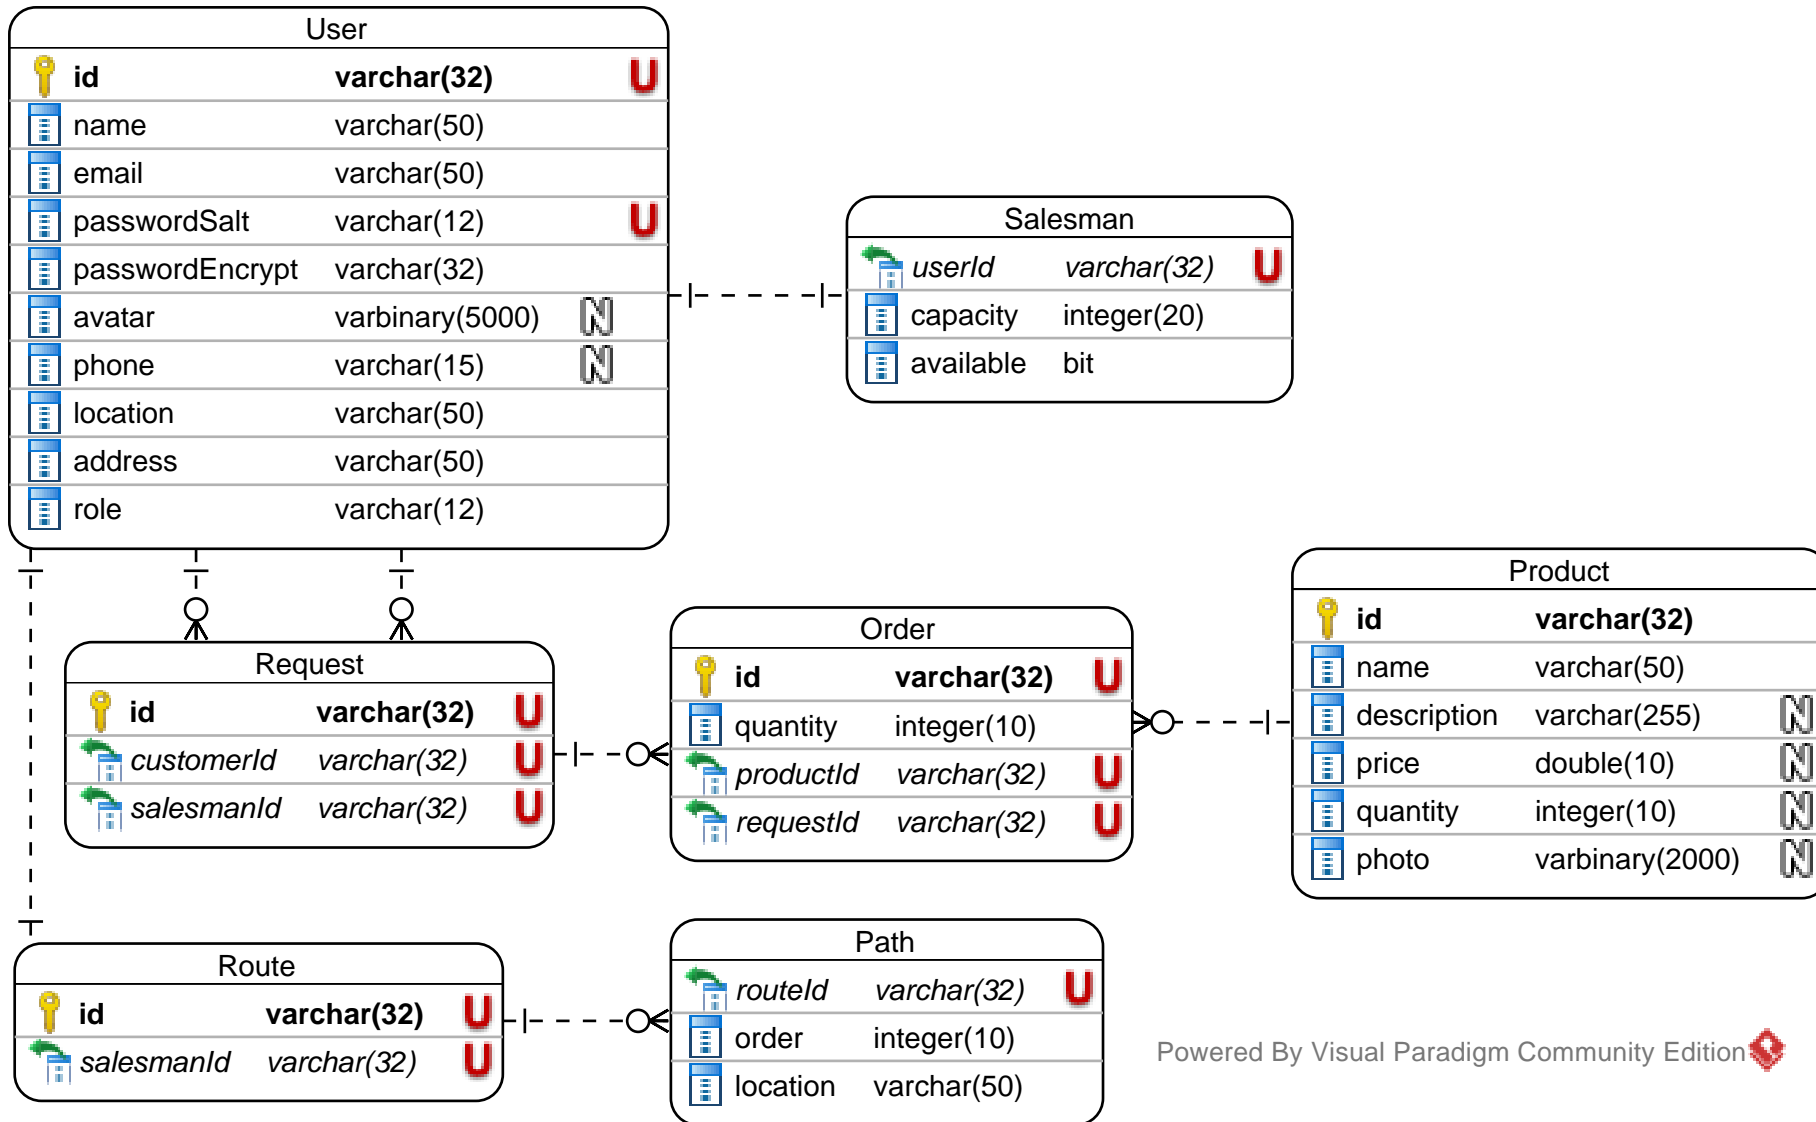 User
id varchar(32) U
name varchar(50)
email varchar(50)
passwordSalt varchar(12) U
passwordEncrypt varchar(32)
avatar varbinary(5000) N
phone varchar(15) N
location varchar(50)
address varchar(50)
role varchar(12)
Salesman
userId varchar(32) U
capacity integer(20)
available bit
Request
id varchar(32) U
customerId varchar(32) U
salesmanId varchar(32) U
Order
id varchar(32) U
quantity integer(10)
productId varchar(32) U
requestId varchar(32) U
Product
id varchar(32)
name varchar(50)
description varchar(255) N
price double(10) N
quantity integer(10) N
photo varbinary(2000) N
Route
id varchar(32) U
salesmanId varchar(32) U
Path
routeId varchar(32) U
order integer(10)
location varchar(50)
Powered By Visual Paradigm Community Edition